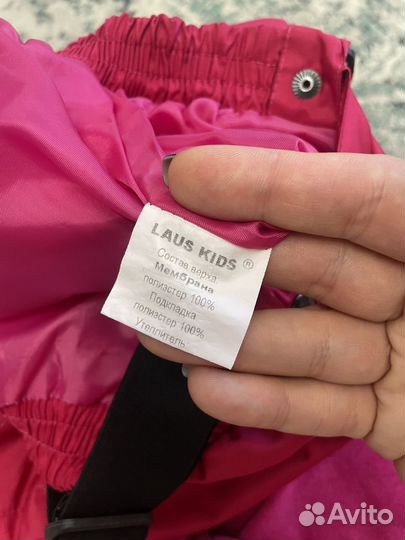 LAUS KIDS ®
Состав верха
Мембрана
полиэстер 100%
Подкладка
полиэстер 100%
Утеплитель
Avito